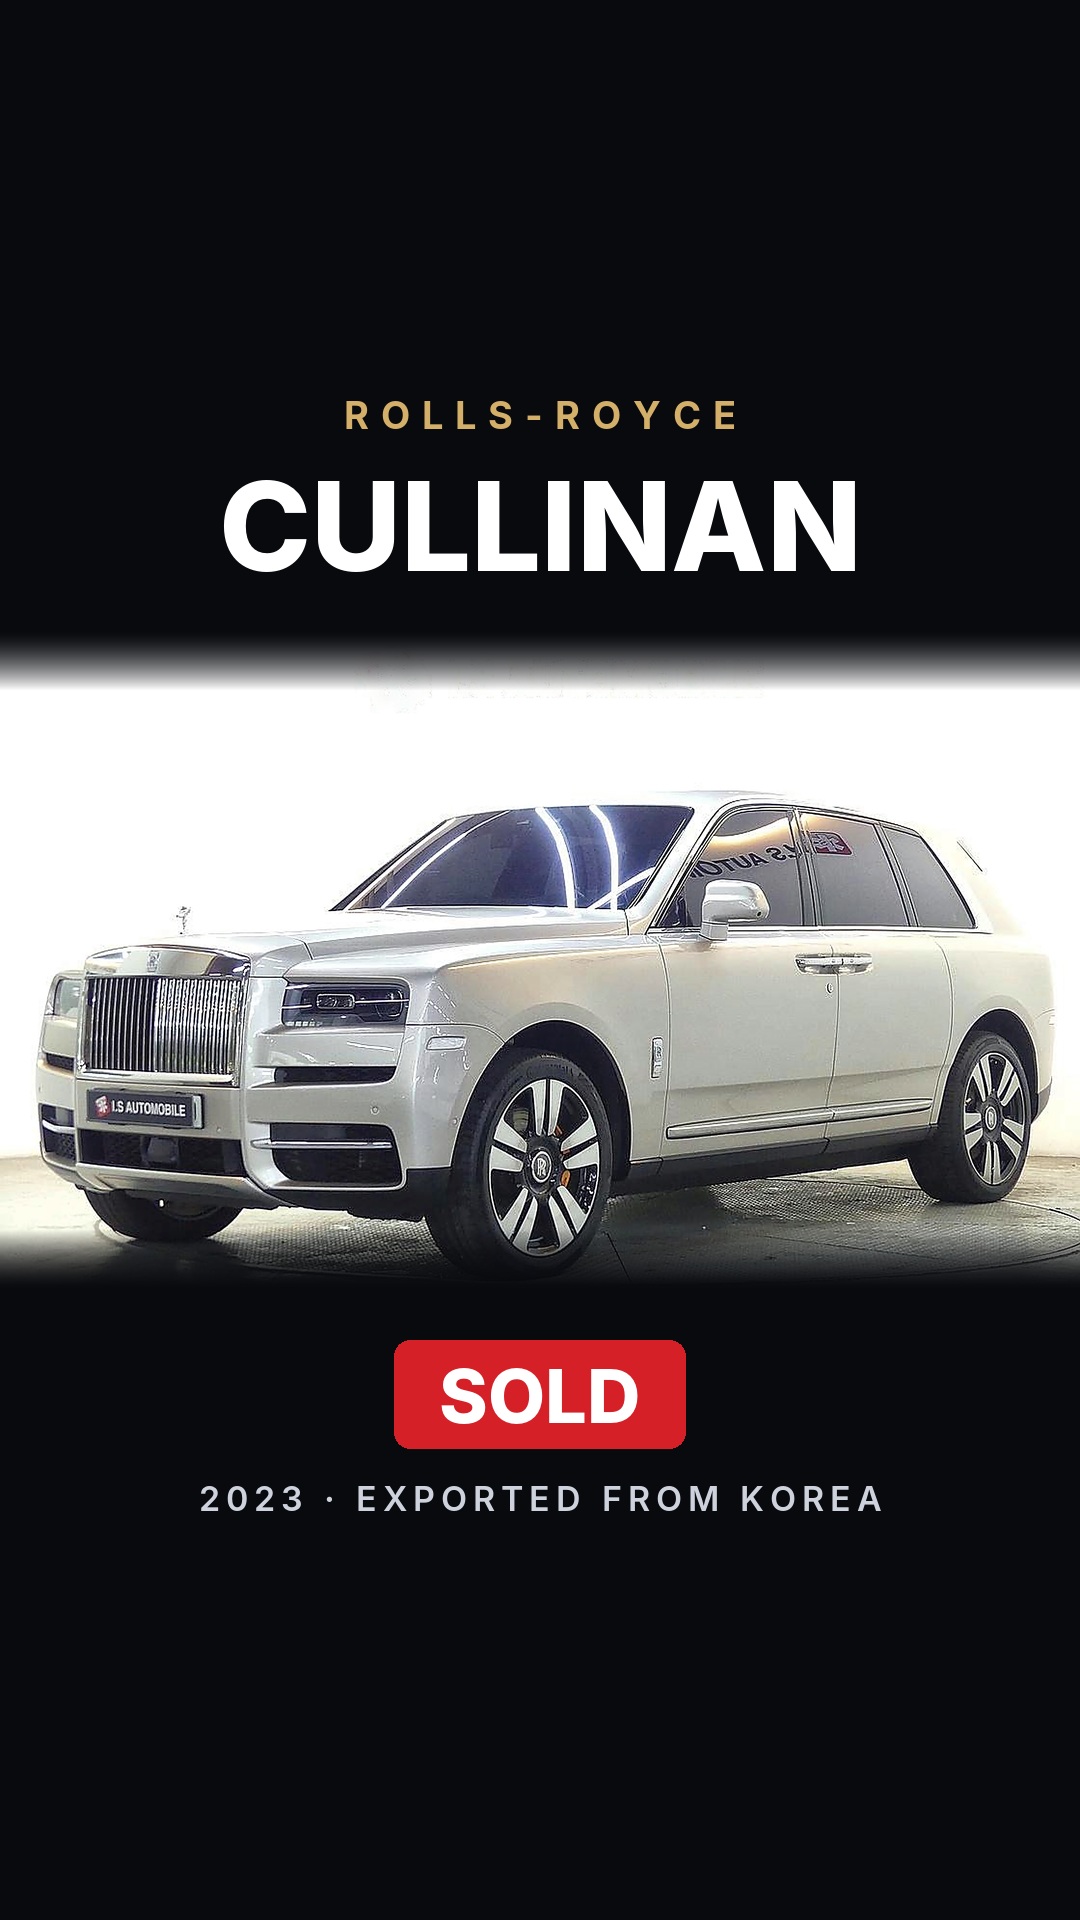 ROLLS-ROYCE
CULLINAN
I.S AUTOMOBILE
SOLD
2023 · EXPORTED FROM KOREA